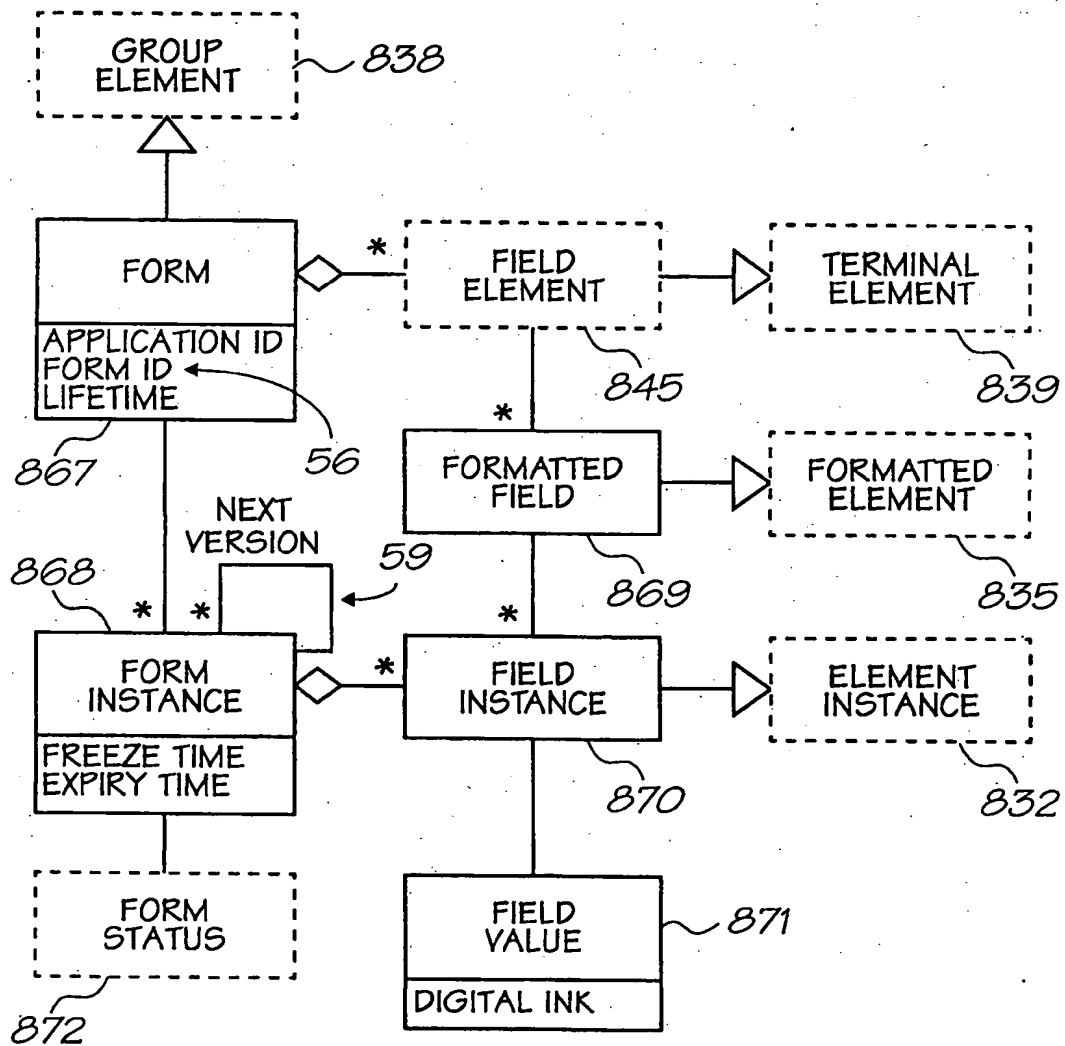 GROUP
ELEMENT
838
FORM
*
FIELD
ELEMENT
TERMINAL
ELEMENT
APPLICATION ID
FORM ID
LIFETIME
867
56
845
839
*
FORMATTED
FIELD
FORMATTED
ELEMENT
NEXT
VERSION
59
869
835
868
*
*
*
FORM
INSTANCE
*
FIELD
INSTANCE
ELEMENT
INSTANCE
FREEZE TIME
EXPIRY TIME
870
832
FORM
STATUS
FIELD
VALUE
871
DIGITAL INK
872